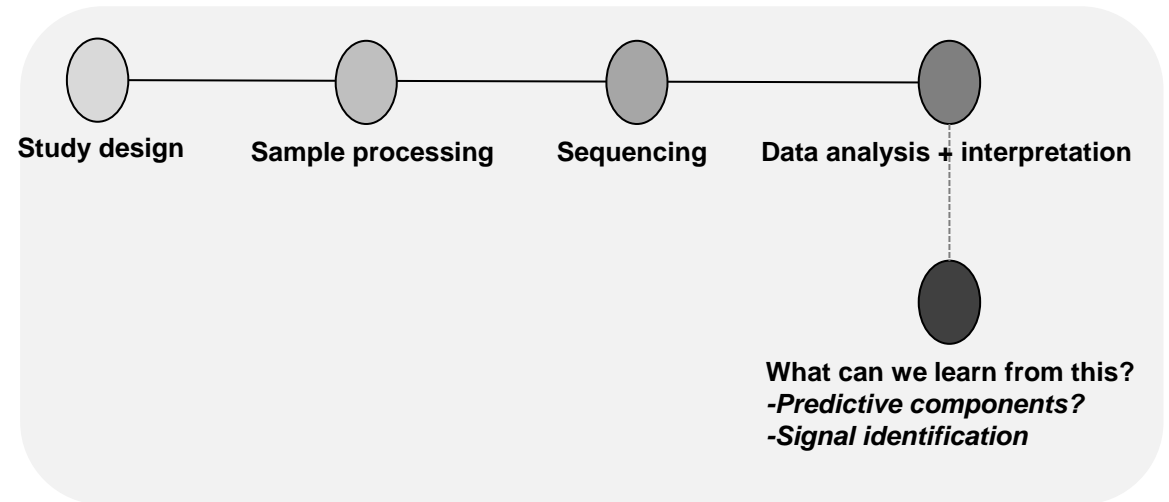 Study design
Sample processing
Sequencing
Data analysis + interpretation
What can we learn from this?
-Predictive components?
-Signal identification